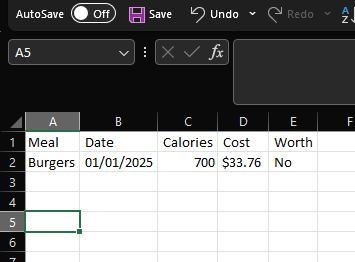 AutoSave Off Save Undo Redo
A5 fx
A B C D E F
1 Meal Date Calories Cost Worth
2 Burgers 01/01/2025 700 $33.76 No
3
4
5
6
7